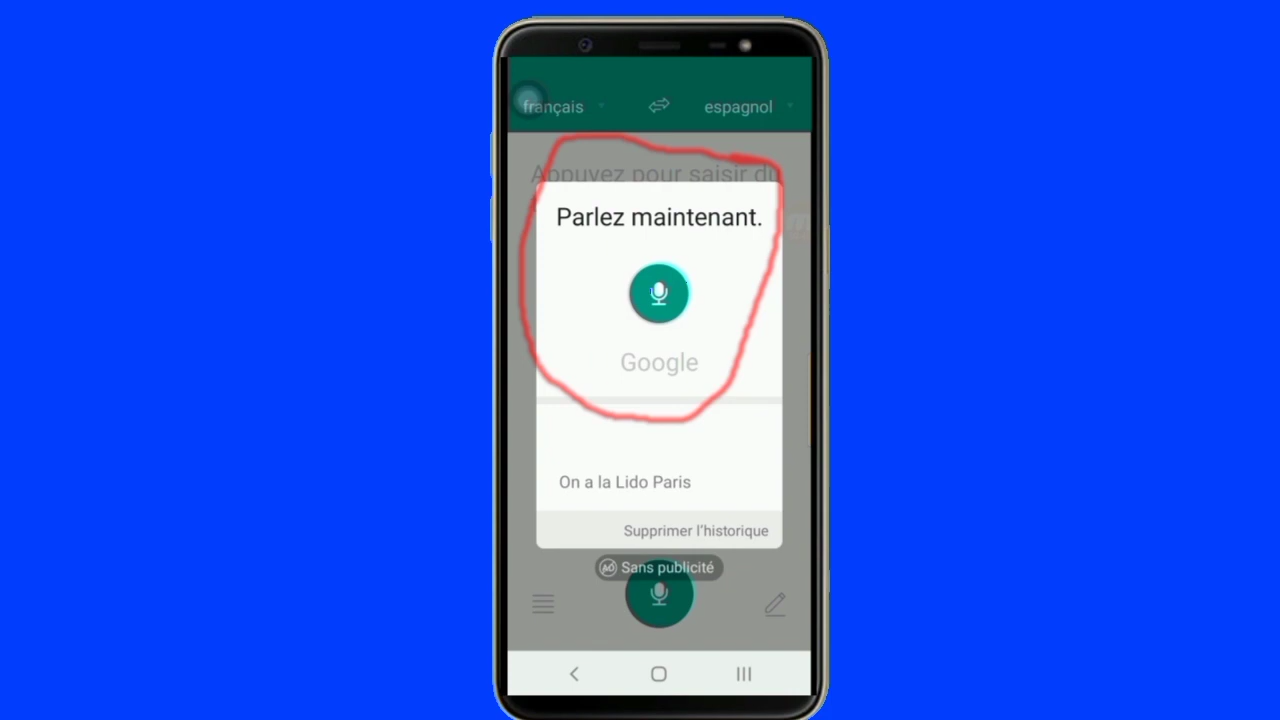 français
espagnol
Appuyez pour saisir du
Parlez maintenant.
Google
On a la Lido Paris
Supprimer l'historique
Sans publicité